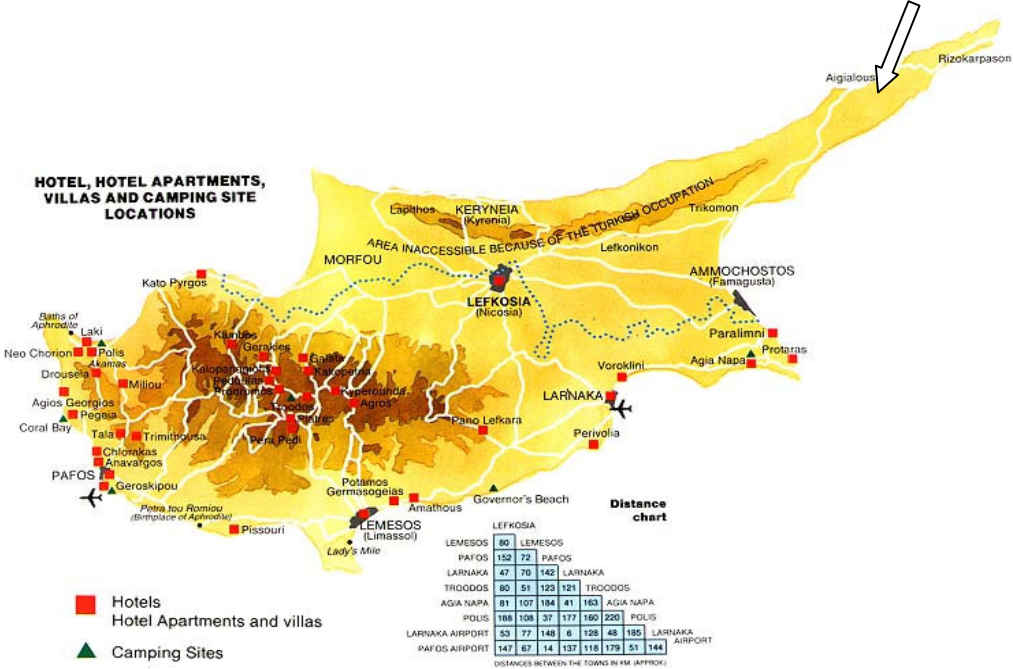 Rizokarpason
Aigialous
HOTEL, HOTEL APARTMENTS,
VILLAS AND CAMPING SITE
LOCATIONS
Lapithos
KERYNEIA
(Kyrenia)
AREA INACCESSIBLE BECAUSE OF THE TURKISH OCCUPATION
Trikomon
Lefkonikon
MORFOU
AMMOCHOSTOS
(Famagusta)
Kato Pyrgos
LEFKOSIA
(Nicosia)
Baths of
Aphrodite
Laki
Neo Chorion
Polis
Akamas
Drouseia
Miliou
Agios Georgios
Pegeia
Coral Bay
Tala
Trimithousa
Chlorakas
Anavargos
PAFOS
Geroskipou
Kambos
Gerakies
Galata
Kalopanagiotis
Kakopetria
Pedoulas
Prodromos
Kyperounda
Troodos
Agros
Platres
Pera Pedi
Paralimni
Protaras
Agia Napa
Voroklini
LARNAKA
Pano Lefkara
Perivolia
Petra tou Romiou
(Birthplace of Aphrodite)
Pissouri
Potamos
Germasogeias
Amathous
Governor's Beach
LEMESOS
(Limassol)
Lady's Mile
Distance
chart
LEFKOSIA
LEMESOS 80 LEMESOS
PAFOS 152 72 PAFOS
LARNAKA 47 70 142 LARNAKA
TROODOS 80 51 123 121 TROODOS
AGIA NAPA 81 107 184 41 163 AGIA NAPA
POLIS 188 108 37 177 160 220 POLIS
LARNAKA AIRPORT 53 77 148 6 128 48 185 LARNAKA AIRPORT
PAFOS AIRPORT 147 67 14 137 118 179 51 144
DISTANCES BETWEEN THE TOWNS IN KM (APPROX)
Hotels
Hotel Apartments and villas
Camping Sites